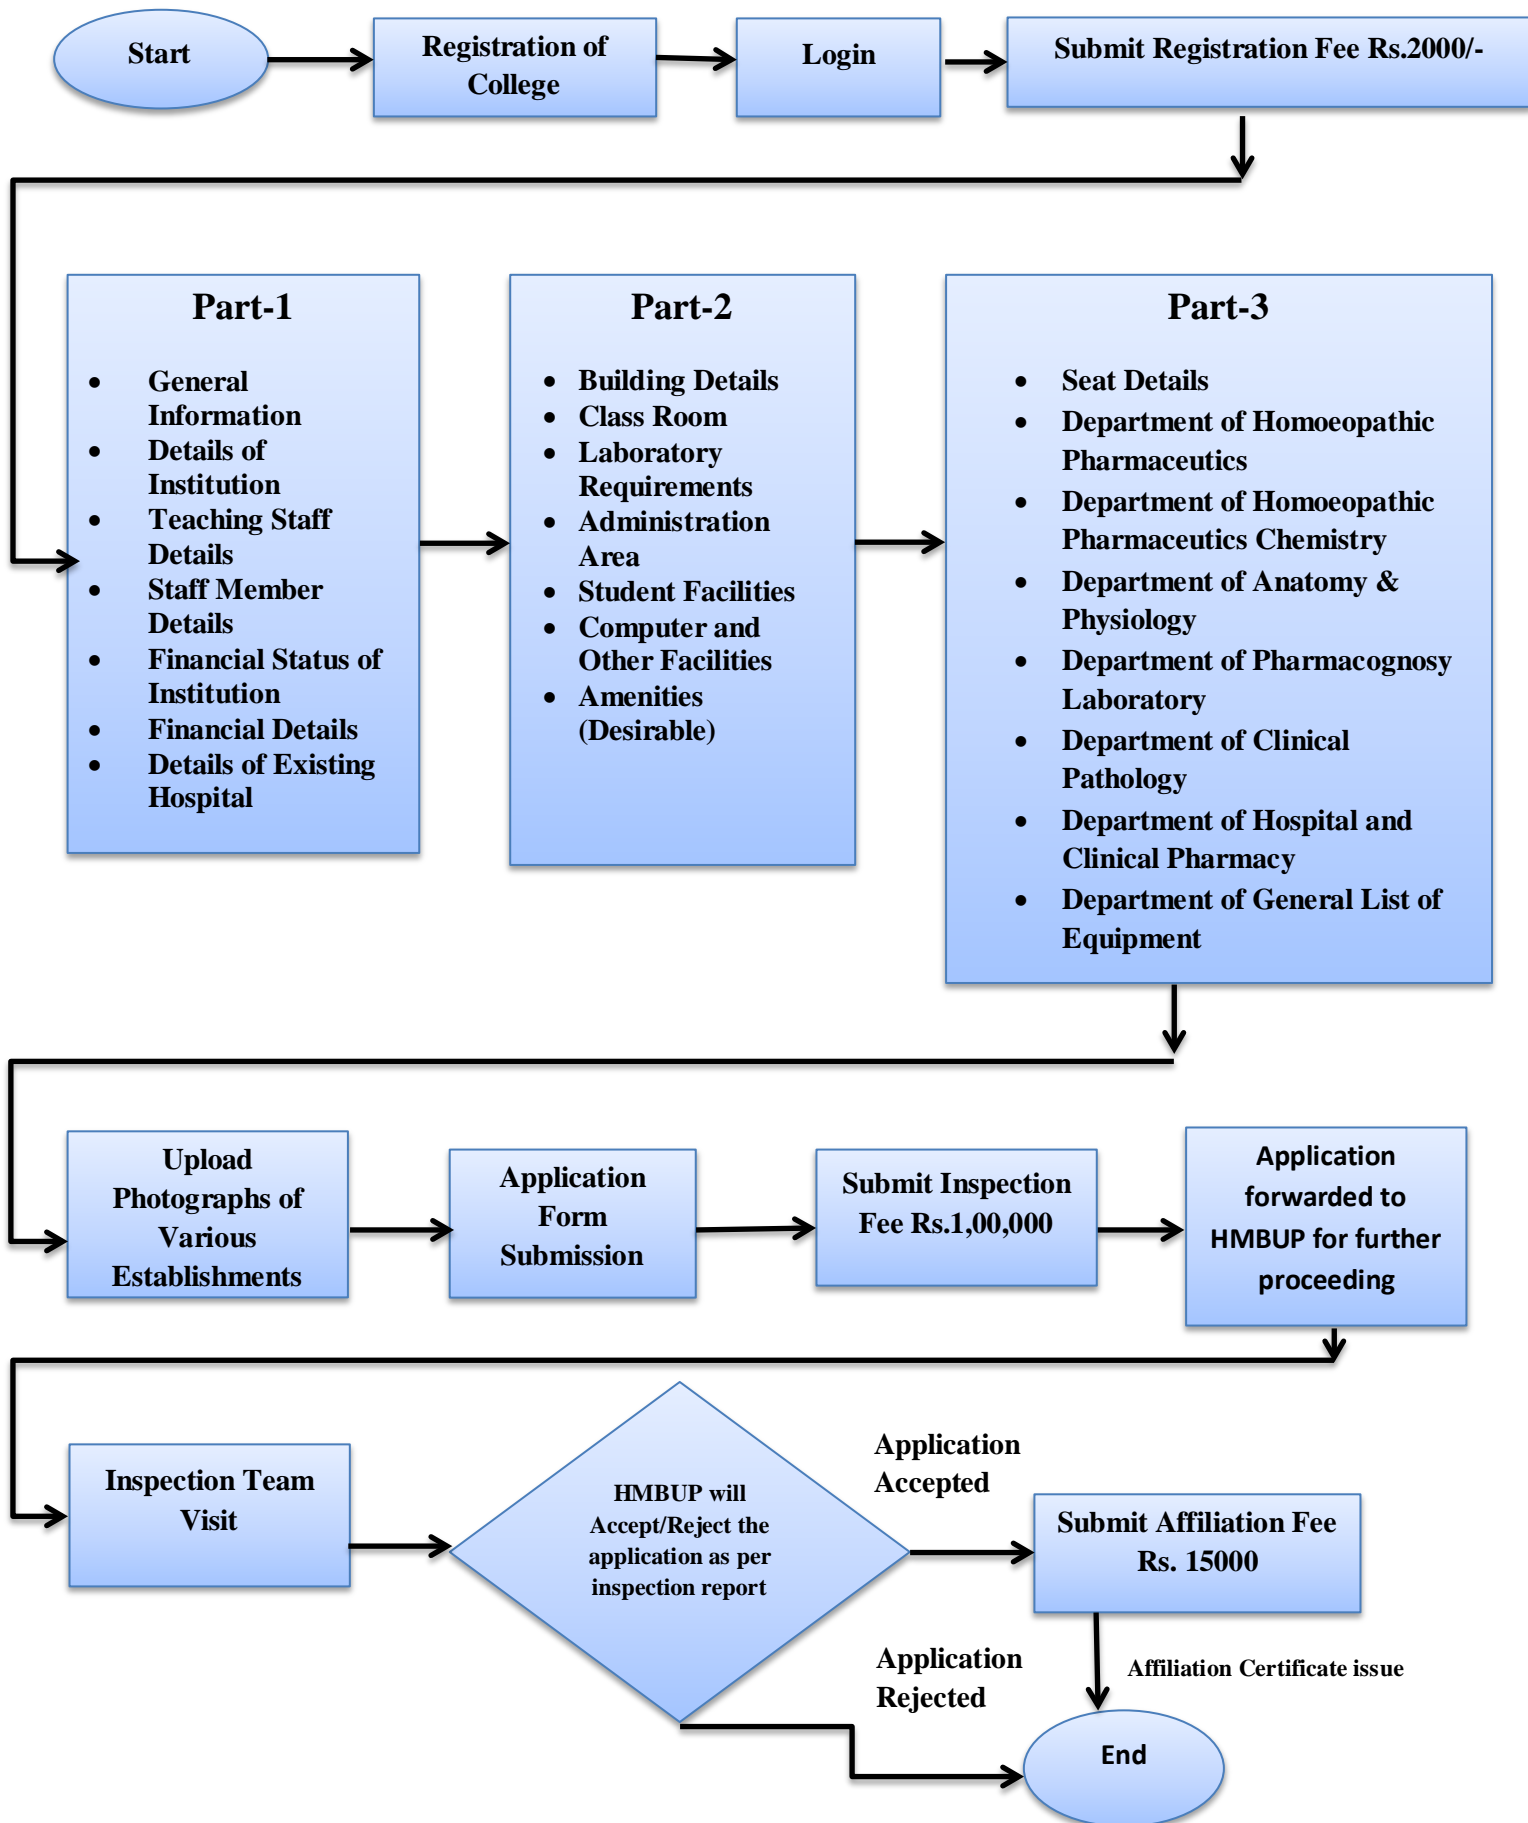 Start
Registration of
College
Login
Submit Registration Fee Rs.2000/-
Part-1
• General
Information
• Details of
Institution
• Teaching Staff
Details
• Staff Member
Details
• Financial Status of
Institution
• Financial Details
• Details of Existing
Hospital
Part-2
• Building Details
• Class Room
• Laboratory
Requirements
• Administration
Area
• Student Facilities
• Computer and
Other Facilities
• Amenities
(Desirable)
Part-3
• Seat Details
• Department of Homoeopathic
Pharmaceutics
• Department of Homoeopathic
Pharmaceutics Chemistry
• Department of Anatomy &
Physiology
• Department of Pharmacognosy
Laboratory
• Department of Clinical
Pathology
• Department of Hospital and
Clinical Pharmacy
• Department of General List of
Equipment
Upload
Photographs of
Various
Establishments
Application
Form
Submission
Submit Inspection
Fee Rs.1,00,000
Application
forwarded to
HMBUP for further
proceeding
Inspection Team
Visit
HMBUP will
Accept/Reject the
application as per
inspection report
Application
Accepted
Submit Affiliation Fee
Rs. 15000
Application
Rejected
Affiliation Certificate issue
End